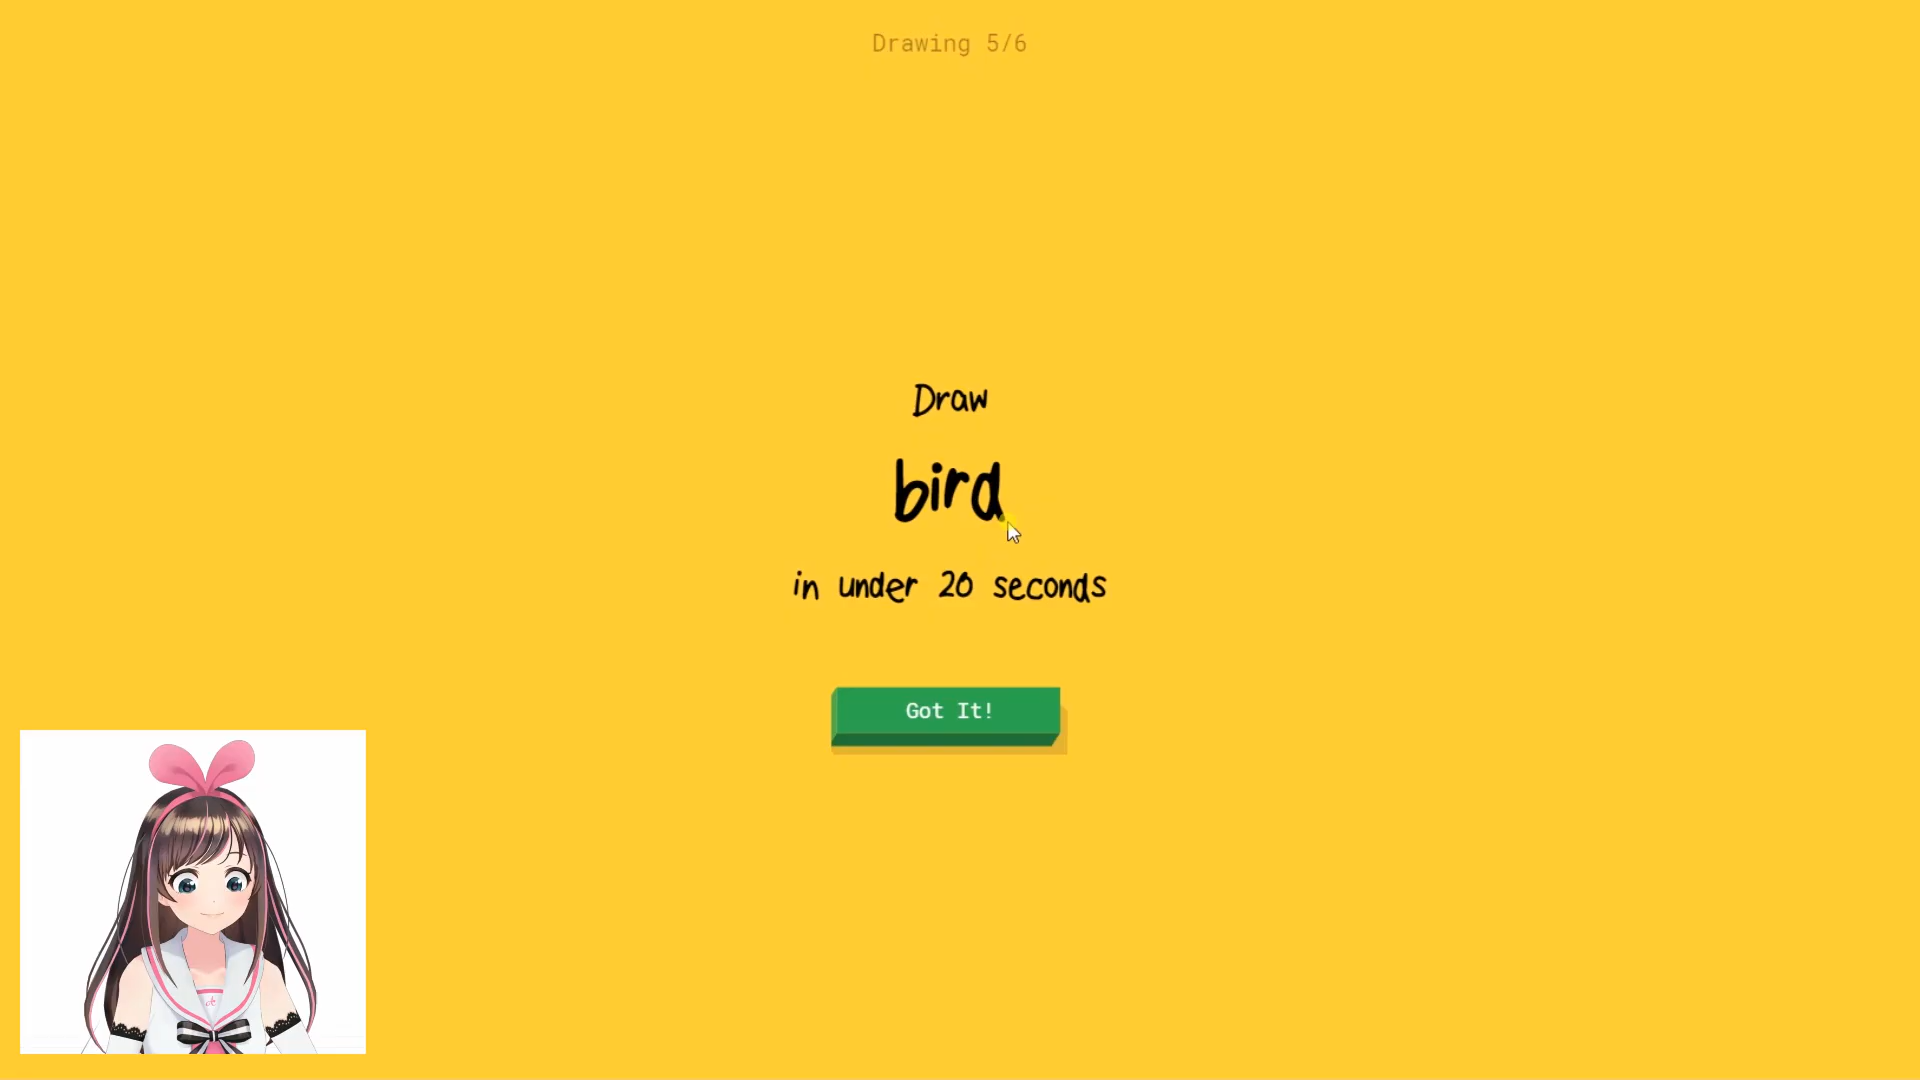 Drawing 5/6
Draw
bird
in under 20 seconds
Got It!